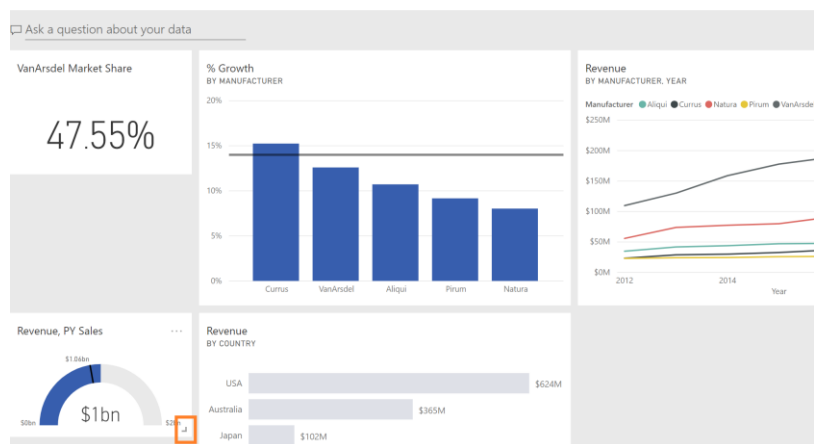 Ask a question about your data
VanArsdel Market Share
47.55%
% Growth
BY MANUFACTURER
20%
15%
10%
5%
0%
Currus VanArsdel Aliqui Pirum Natura
Revenue
BY MANUFACTURER, YEAR
Manufacturer Aliqui Currus Natura Pirum VanArsde
$250M
$200M
$150M
$100M
$50M
$0M
2012 2014
Year
Revenue, PY Sales
...
$1.06bn
$0bn $1bn $2bn
Revenue
BY COUNTRY
USA $624M
Australia $365M
Japan $102M